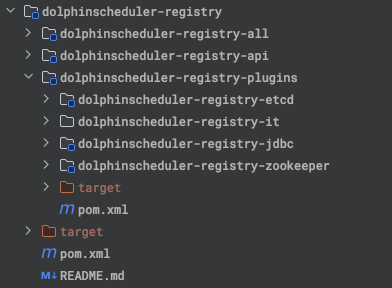 dolphinscheduler-registry
dolphinscheduler-registry-all
dolphinscheduler-registry-api
dolphinscheduler-registry-plugins
dolphinscheduler-registry-etcd
dolphinscheduler-registry-it
dolphinscheduler-registry-jdbc
dolphinscheduler-registry-zookeeper
target
m pom.xml
target
m pom.xml
M↓ README.md